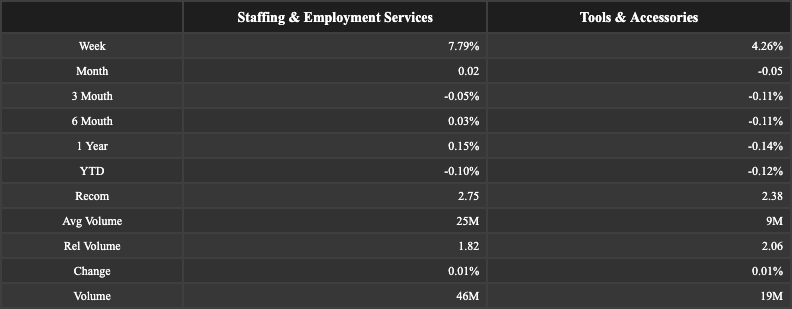 Staffing & Employment Services Tools & Accessories
Week 7.79% 4.26%
Month 0.02 -0.05
3 Mouth -0.05% -0.11%
6 Mouth 0.03% -0.11%
1 Year 0.15% -0.14%
YTD -0.10% -0.12%
Recom 2.75 2.38
Avg Volume 25M 9M
Rel Volume 1.82 2.06
Change 0.01% 0.01%
Volume 46M 19M